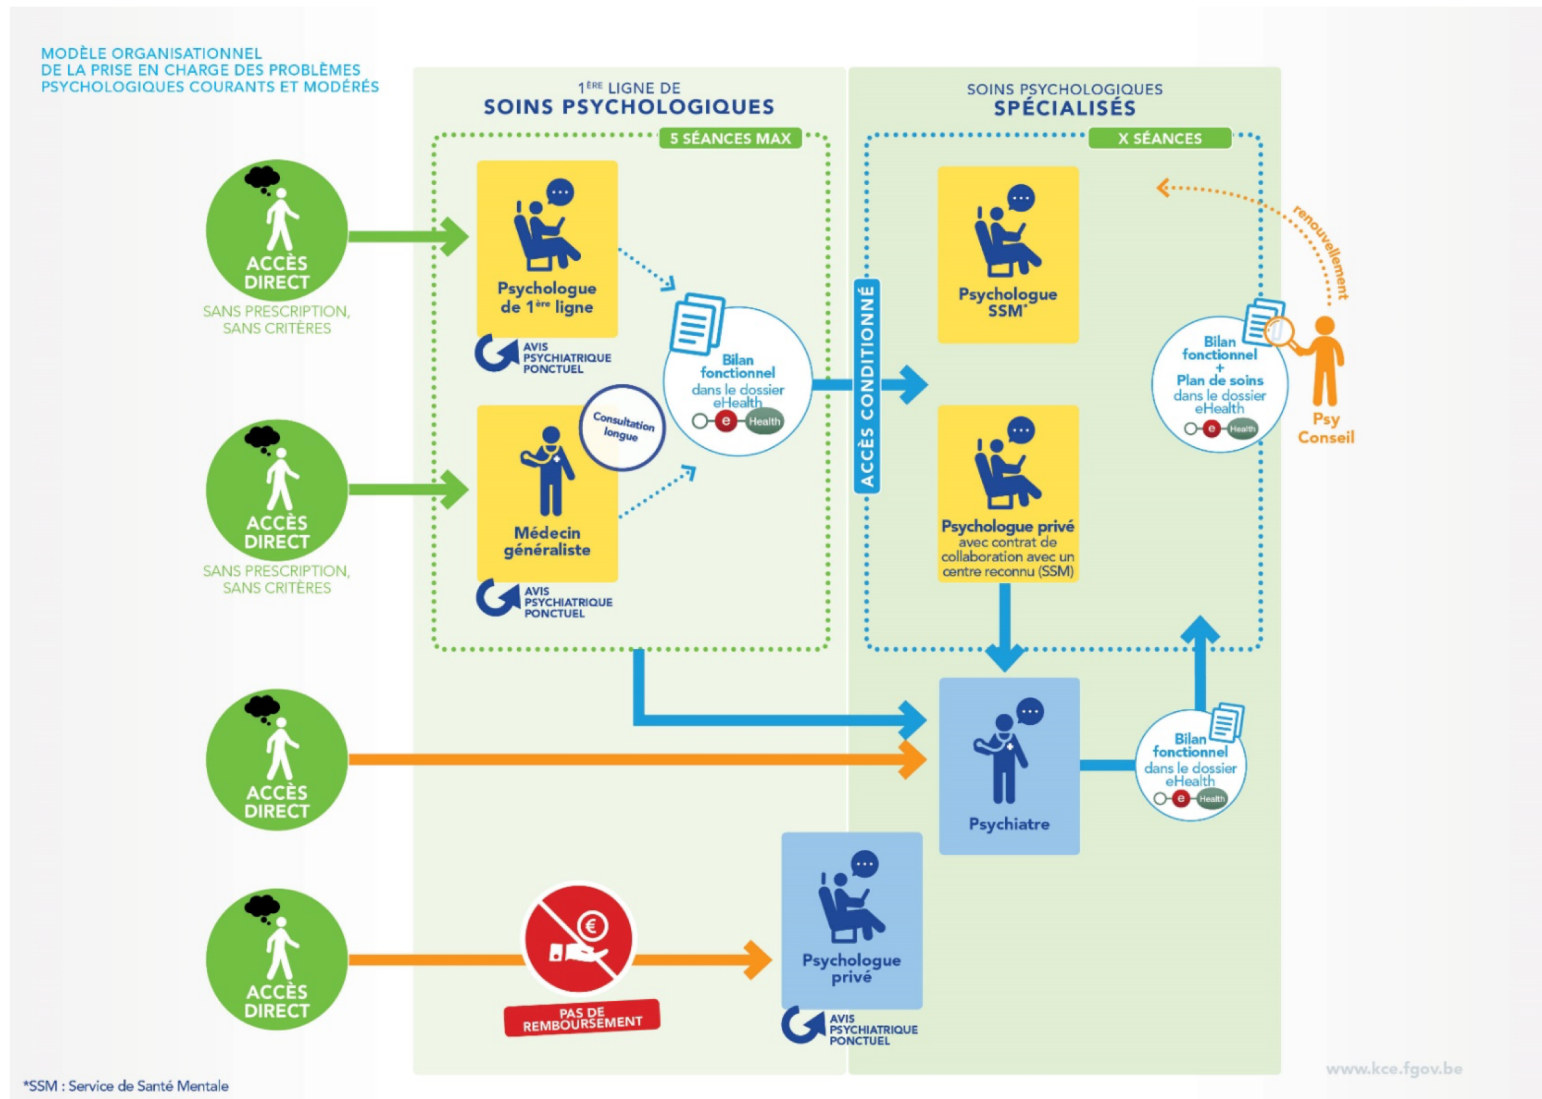 MODÈLE ORGANISATIONNEL
DE LA PRISE EN CHARGE DES PROBLÈMES
PSYCHOLOGIQUES COURANTS ET MODÉRÉS
1ÈRE LIGNE DE
SOINS PSYCHOLOGIQUES
5 SÉANCES MAX
SOINS PSYCHOLOGIQUES
SPÉCIALISÉS
X SÉANCES
ACCÈS
DIRECT
SANS PRESCRIPTION,
SANS CRITÈRES
Psychologue
de 1ère ligne
AVIS
PSYCHIATRIQUE
PONCTUEL
Bilan
fonctionnel
dans le dossier
eHealth
e Health
ACCÈS CONDITIONNÉ
Psychologue
SSM*
renouvellement
Bilan
fonctionnel
+
Plan de soins
dans le dossier
eHealth
e Health
Psy
Conseil
ACCÈS
DIRECT
SANS PRESCRIPTION,
SANS CRITÈRES
Consultation
longue
Médecin
généraliste
AVIS
PSYCHIATRIQUE
PONCTUEL
Psychologue privé
avec contrat de
collaboration avec un
centre reconnu (SSM)
ACCÈS
DIRECT
Psychiatre
Bilan
fonctionnel
dans le dossier
eHealth
e Health
ACCÈS
DIRECT
€
PAS DE
REMBOURSEMENT
Psychologue
privé
AVIS
PSYCHIATRIQUE
PONCTUEL
www.kce.fgov.be
*SSM : Service de Santé Mentale